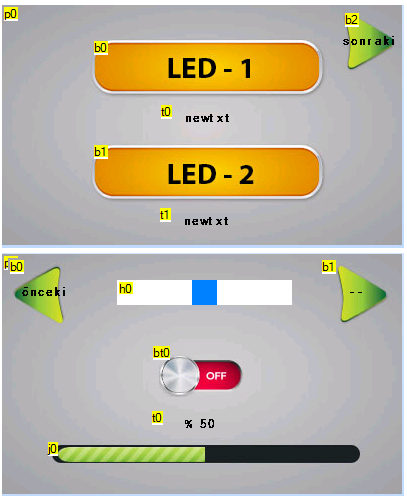 p0
b2
sonraki
b0
LED - 1
t0
newtxt
b1
LED - 2
t1
newtxt
b0
önceki
h0
b1
--
bt0
OFF
t0
% 50
j0